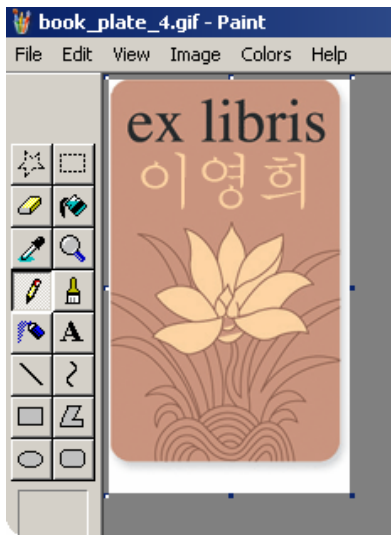 book_plate_4.gif - Paint
File Edit View Image Colors Help
ex libris
이영희
A